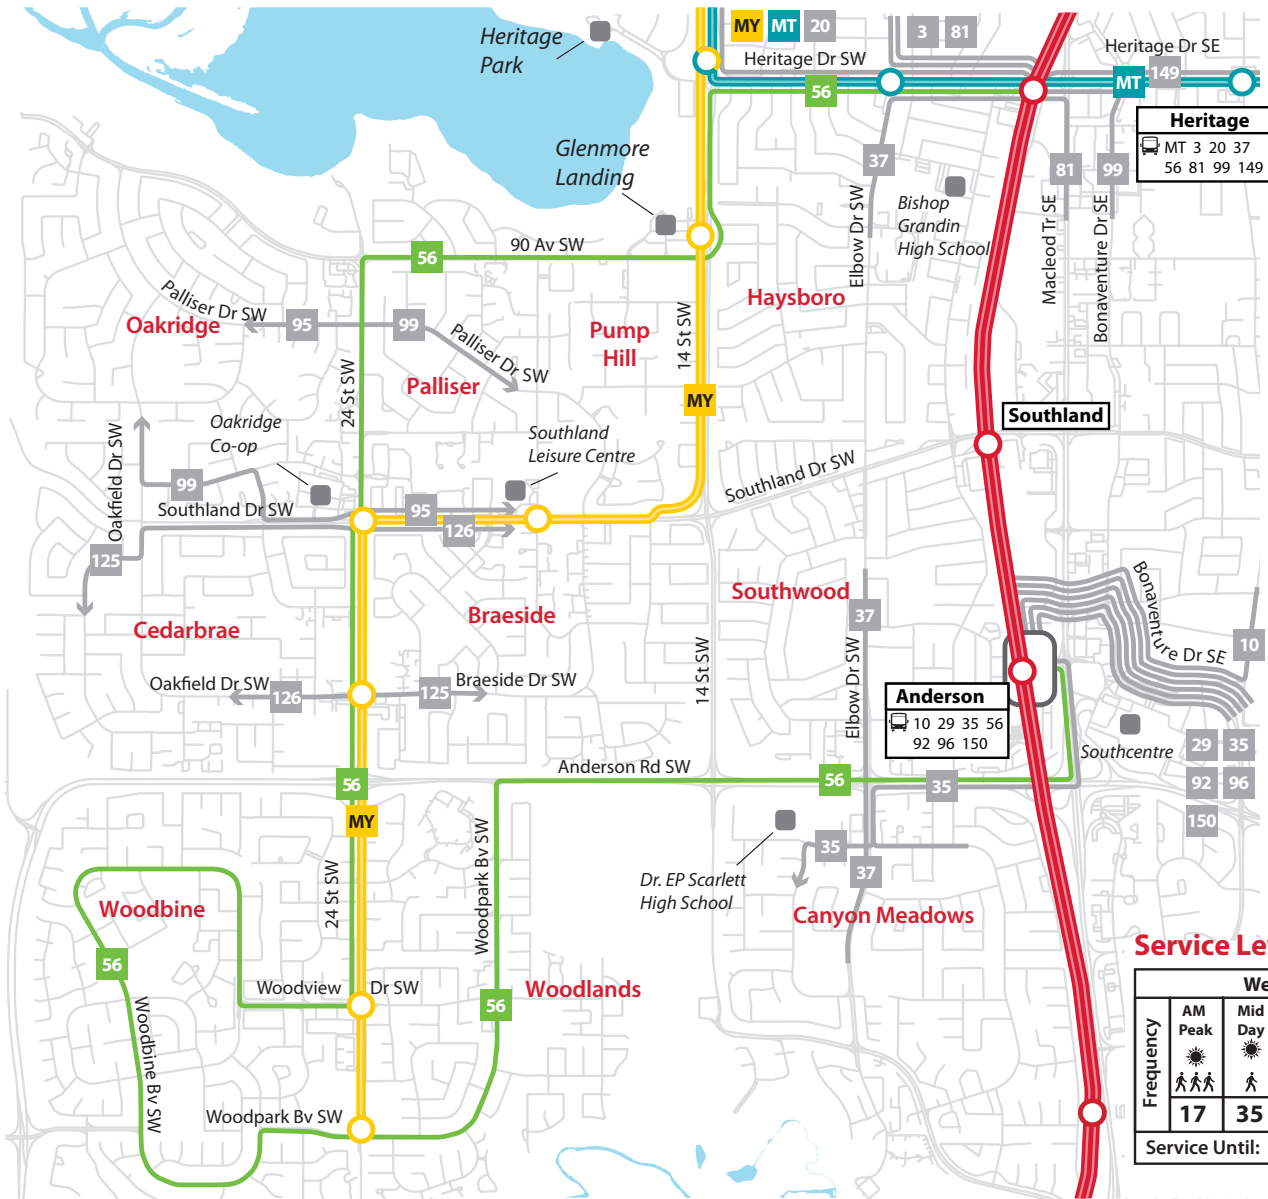 Heritage
Park
MY MT 20
3 81
Heritage Dr SE
Heritage Dr SW
MT 149
56
Heritage
MT 3 20 37
56 81 99 149
Glenmore
Landing
37
81
99
Bishop
Grandin
High School
Elbow Dr SW
Macleod Tr SE
Bonaventure Dr SE
90 Av SW
56
Haysboro
Palliser Dr SW
Oakridge
95
99
Palliser Dr SW
Pump
Hill
14 St SW
24 St SW
Palliser
MY
Southland
Oakridge
Co-op
Southland
Leisure Centre
Oakfield Dr SW
99
Southland Dr SW
Southland Dr SW
95
126
125
Bonaventure Dr SE
Southwood
37
Braeside
Cedarbrae
10
14 St SW
Elbow Dr SW
Oakfield Dr SW
126
125
Braeside Dr SW
Anderson
10 29 35 56
92 96 150
Southcentre
29 35
92 96
150
Anderson Rd SW
56
56
35
MY
Woodpark Bv SW
35
37
Dr. EP Scarlett
High School
24 St SW
Woodbine
Canyon Meadows
56
Service Le
We
Woodview Dr SW
Woodlands
56
Woodbine Bv SW
Frequency
AM
Peak
Mid
Day
Woodpark Bv SW
17 35
Service Until: